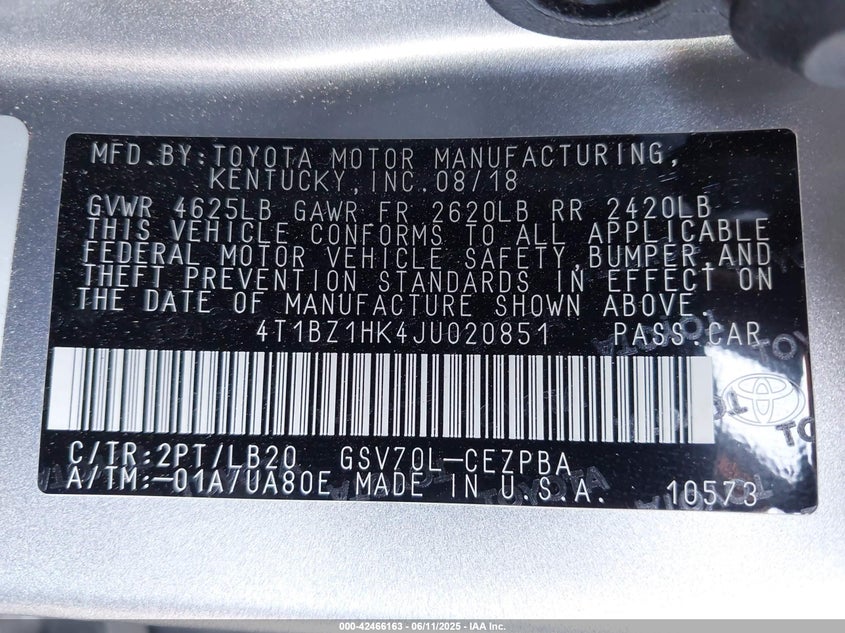 MFD.BY:TOYOTA MOTOR MANUFACTURING,
KENTUCKY,INC.08/18
GVWR 4625LB GAWR FR 2620LB RR 2420LB
THIS VEHICLE CONFORMS TO ALL APPLICABLE
FEDERAL MOTOR VEHICLE SAFETY,BUMPER,AND
THEFT PREVENTION STANDARDS IN EFFECT ON
THE DATE OF MANUFACTURE SHOWN ABOVE
4T1BZ1HK4JU020851 PASS.CAR
C/TR:2PT/LB20 GSV70L-CEZPBA
A/TM:-01A/UA80E MADE IN U.S.A. 10573
000-42466163 - 06/11/2025 - IAA Inc.